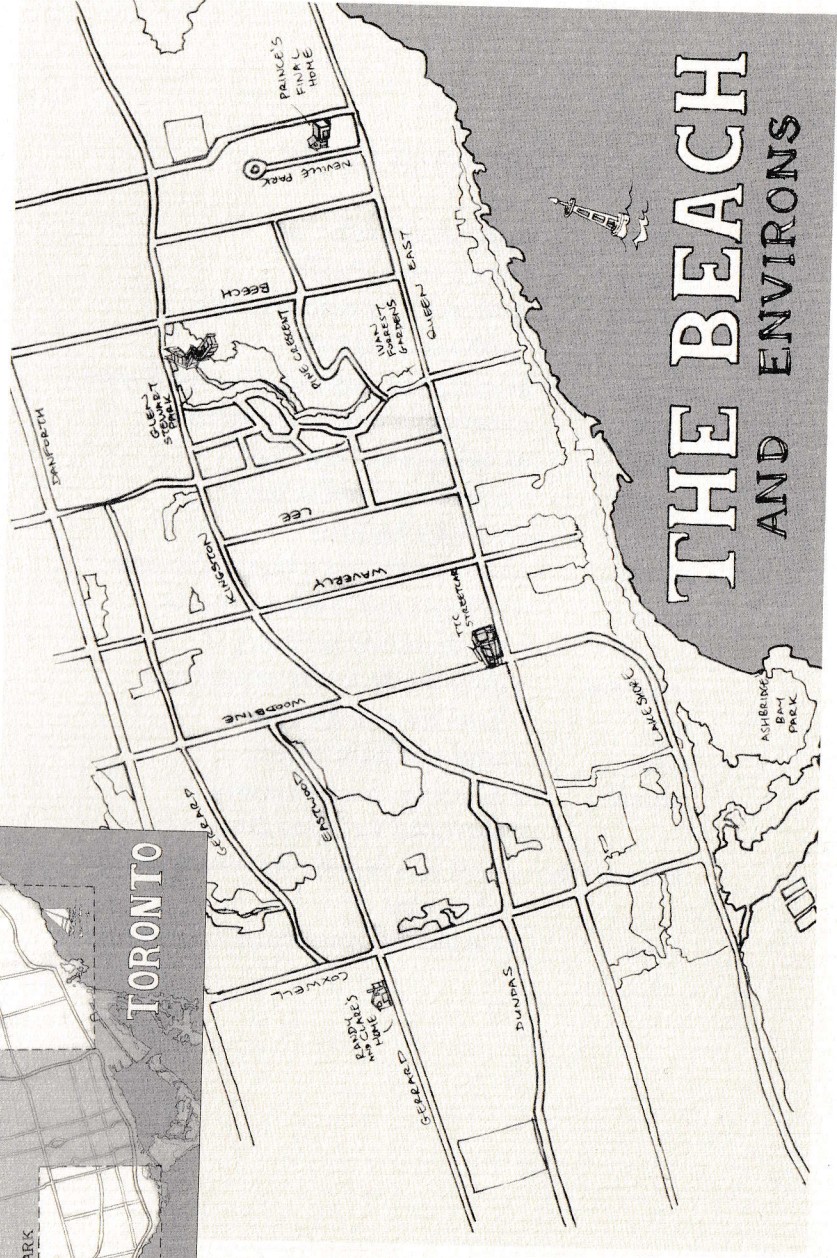 THE BEACH
AND ENVIRONS
PRINCE'S
FINAL
HOME
NEVILLE PARK
QUEEN EAST
BEECH
PINE CRESCENT
IVAN
FORREST
GARDENS
GLEN
STEWART
PARK
DANFORTH
KINGSTON
LEE
WAVERLY
TTC
STREETCAR
WOODBINE
LAKESHORE
ASHBRIDGE'S
BAY
PARK
GERRARD
EASTWOOD
COXWELL
RANDY
AND CLARE'S
HOME
GERRARD
DUNDAS
TORONTO
ARK